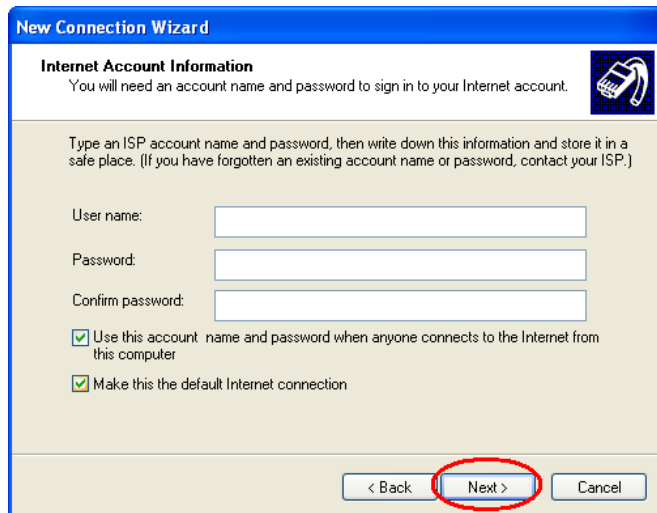 New Connection Wizard
Internet Account Information
You will need an account name and password to sign in to your Internet account.
Type an ISP account name and password, then write down this information and store it in a
safe place. (If you have forgotten an existing account name or password, contact your ISP.)
User name:
Password:
Confirm password:
Use this account name and password when anyone connects to the Internet from
this computer
Make this the default Internet connection
< Back Next > Cancel